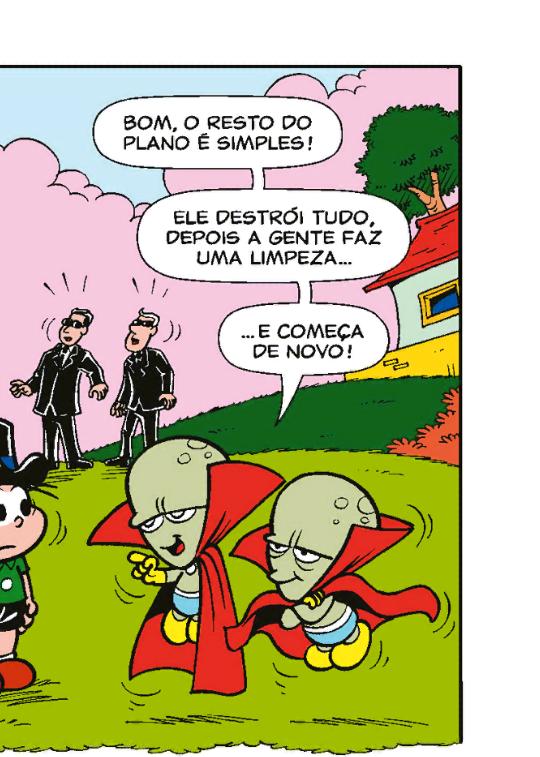 BOM, O RESTO DO
PLANO É SIMPLES!
ELE DESTRÓI TUDO,
DEPOIS A GENTE FAZ
UMA LIMPEZA...
...E COMEÇA
DE NOVO!